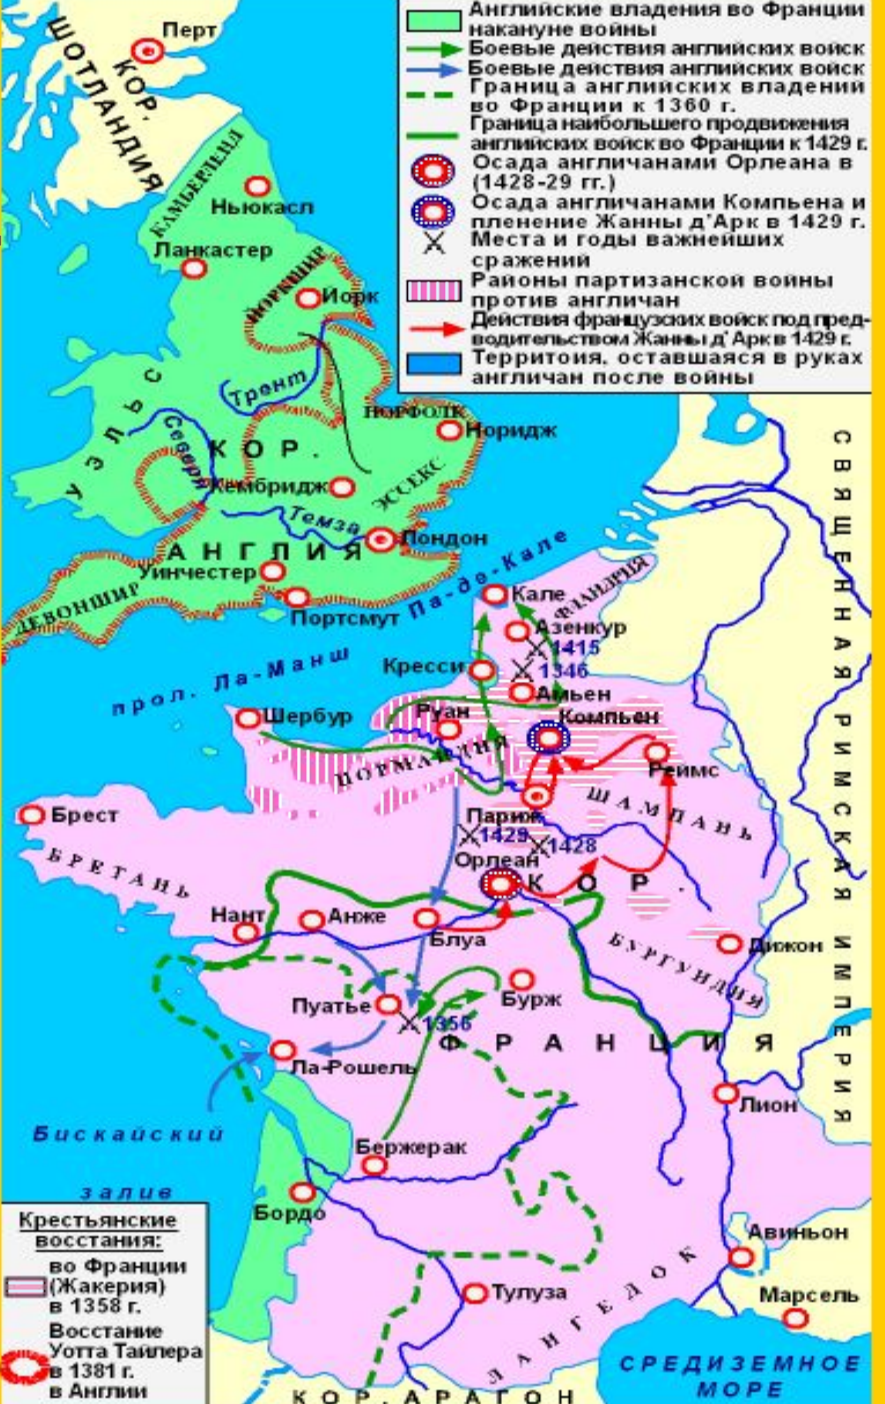 Английские владения во Франции
накануне войны
Боевые действия английских войск
Боевые действия английских войск
Граница английских владений
во Франции к 1360 г.
Граница наибольшего продвижения
английских войск во Франции к 1429 г.
Осада англичанами Орлеана в
(1428-29 гг.)
Осада англичанами Компьена и
пленение Жанны д'Арк в 1429 г.
Места и годы важнейших
сражений
Районы партизанской войны
против англичан
Действия французских войск под пред-
водительством Жанны д'Арк в 1429 г.
Территоия, оставшаяся в руках
англичан после войны
Перт
КОР.
ШОТЛАНДИЯ
КАМБЕРЛЕНД
Ньюкасл
Ланкастер
ЙОРКШИР
Йорк
Трент
УЭЛЬС
Северн
НОРФОЛК
Норидж
КОР.
Кембридж
ЭССЕКС
Темза
Лондон
АНГЛИЯ
Уинчестер
ДЕВОНШИР
Портсмут
Па-де-Кале
прол. Ла-Манш
СВЯЩЕННАЯ РИМСКАЯ ИМПЕРИЯ
Кале
ФЛАНДРИЯ
Азенкур
1415
Кресси
1346
Амьен
Шербур
Руан
Компьен
НОРМАНДИЯ
Реймс
Брест
Париж
ШАМПАНЬ
1429
1428
БРЕТАНЬ
Орлеан
КОР.
Нант
Анже
Блуа
БУРГУНДИЯ
Дижон
Пуатье
Бурж
1356
ФРАНЦИЯ
Ла-Рошель
Лион
Бискайский
залив
Бержерак
Бордо
Авиньон
Тулуза
ЛАНГЕДОК
Марсель
СРЕДИЗЕМНОЕ
МОРЕ
КОР. АРАГОН
Крестьянские
восстания:
во Франции
(Жакерия)
в 1358 г.
Восстание
Уотта Тайлера
в 1381 г.
в Англии